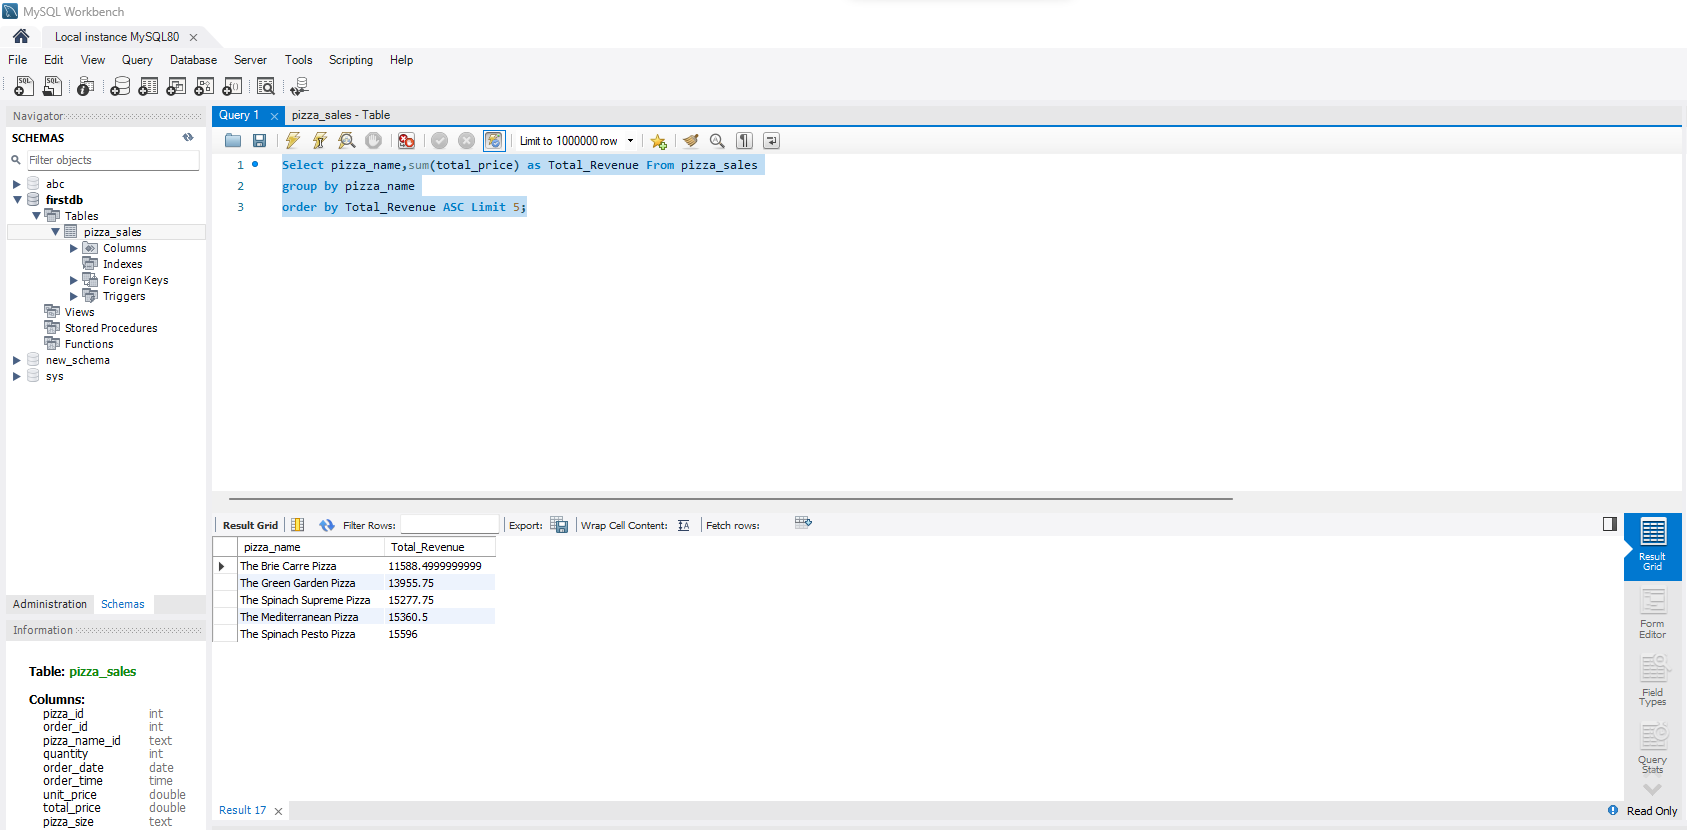 MySQL Workbench
Local instance MySQL80
File Edit View Query Database Server Tools Scripting Help
Navigator
SCHEMAS
Filter objects
abc
firstdb
Tables
pizza_sales
Columns
Indexes
Foreign Keys
Triggers
Views
Stored Procedures
Functions
new_schema
sys
Administration Schemas
Information
Table: pizza_sales
Columns:
pizza_id int
order_id int
pizza_name_id text
quantity int
order_date date
order_time time
unit_price double
total_price double
pizza_size text
Query 1 pizza_sales - Table
Limit to 1000000 row
1 Select pizza_name,sum(total_price) as Total_Revenue From pizza_sales
2 group by pizza_name
3 order by Total_Revenue ASC Limit 5;
Result Grid Filter Rows: Export: Wrap Cell Content: Fetch rows:
pizza_name Total_Revenue
The Brie Carre Pizza 11588.4999999999
The Green Garden Pizza 13955.75
The Spinach Supreme Pizza 15277.75
The Mediterranean Pizza 15360.5
The Spinach Pesto Pizza 15596
Result
Grid
Form
Editor
Field
Types
Query
Stats
Result 17
Read Only